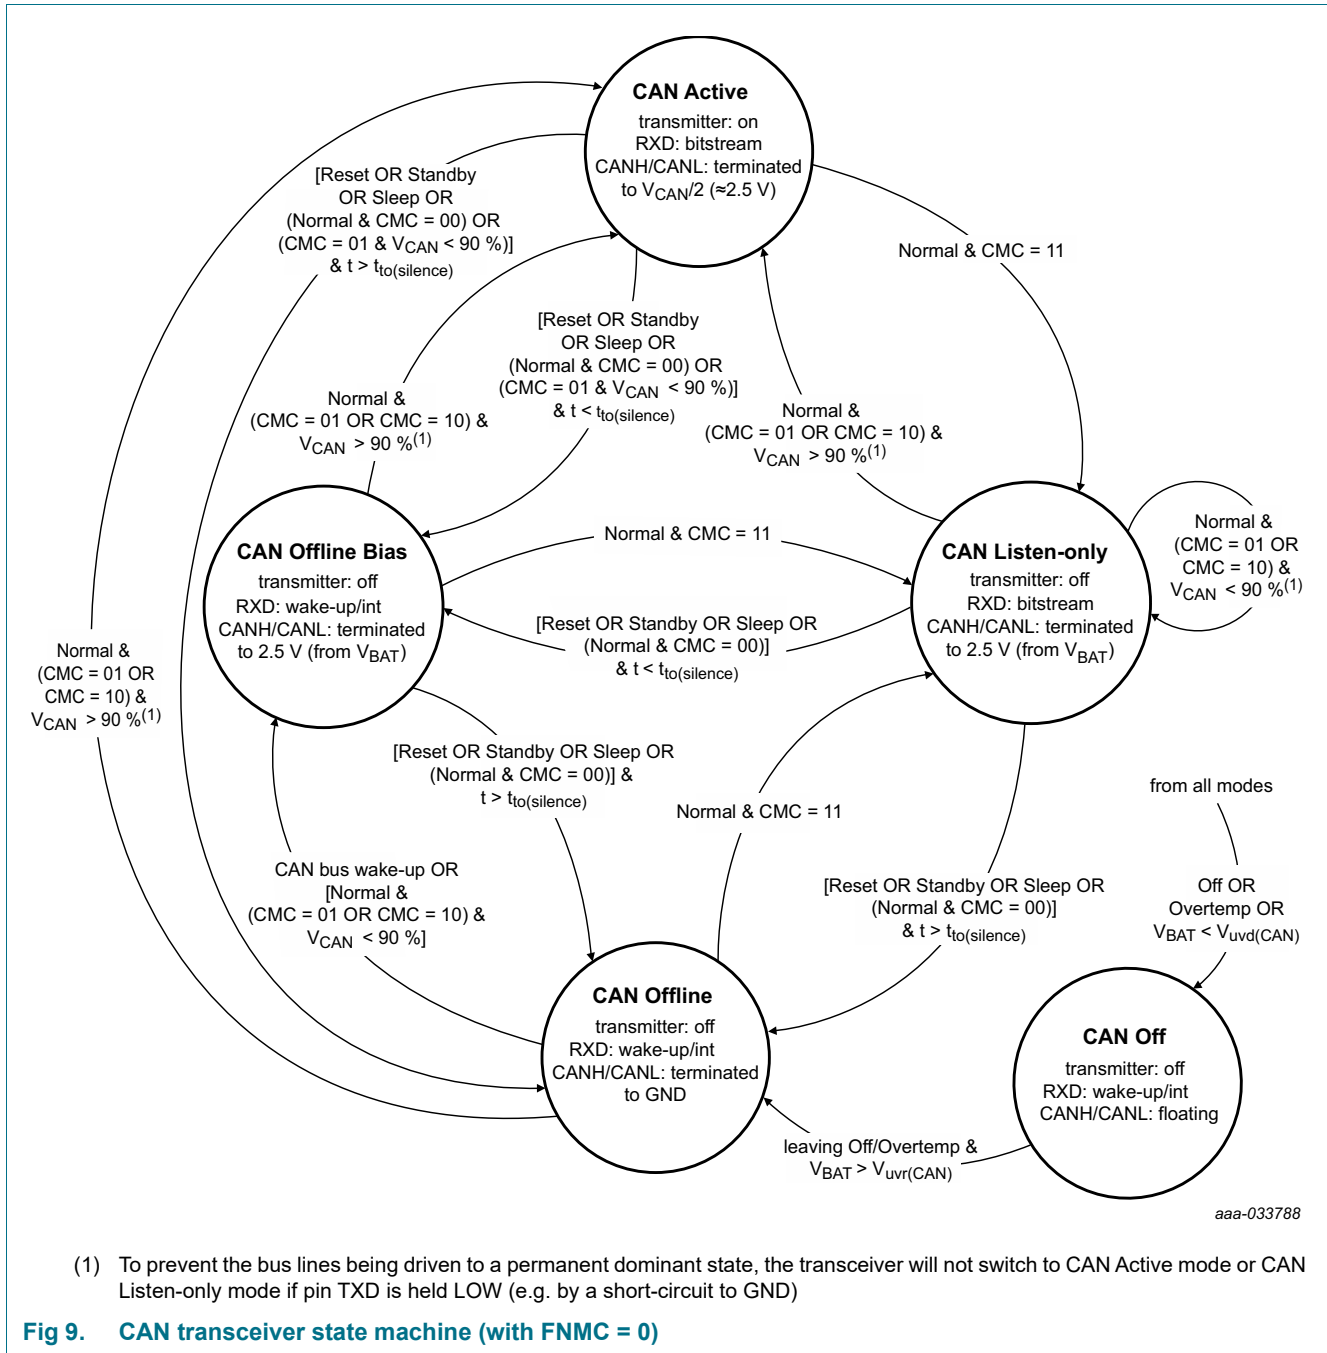 CAN Active
transmitter: on
RXD: bitstream
CANH/CANL: terminated
to VCAN/2 (≈2.5 V)
[Reset OR Standby
OR Sleep OR
(Normal & CMC = 00) OR
(CMC = 01 & VCAN < 90 %)]
& t > tto(silence)
Normal & CMC = 11
[Reset OR Standby
OR Sleep OR
(Normal & CMC = 00) OR
(CMC = 01 & VCAN < 90 %)]
& t < tto(silence)
Normal &
(CMC = 01 OR CMC = 10) &
VCAN > 90 %(1)
Normal &
(CMC = 01 OR CMC = 10) &
VCAN > 90 %(1)
CAN Offline Bias
transmitter: off
RXD: wake-up/int
CANH/CANL: terminated
to 2.5 V (from VBAT)
Normal & CMC = 11
CAN Listen-only
transmitter: off
RXD: bitstream
CANH/CANL: terminated
to 2.5 V (from VBAT)
Normal &
(CMC = 01 OR
CMC = 10) &
VCAN < 90 %(1)
[Reset OR Standby OR Sleep OR
(Normal & CMC = 00)]
& t < tto(silence)
Normal &
(CMC = 01 OR
CMC = 10) &
VCAN > 90 %(1)
[Reset OR Standby OR Sleep OR
(Normal & CMC = 00)] &
t > tto(silence)
Normal & CMC = 11
from all modes
CAN bus wake-up OR
[Normal &
(CMC = 01 OR CMC = 10) &
VCAN < 90 %]
[Reset OR Standby OR Sleep OR
(Normal & CMC = 00)]
& t > tto(silence)
Off OR
Overtemp OR
VBAT < Vuvd(CAN)
CAN Offline
transmitter: off
RXD: wake-up/int
CANH/CANL: terminated
to GND
CAN Off
transmitter: off
RXD: wake-up/int
CANH/CANL: floating
leaving Off/Overtemp &
VBAT > Vuvr(CAN)
aaa-033788
(1) To prevent the bus lines being driven to a permanent dominant state, the transceiver will not switch to CAN Active mode or CAN
Listen-only mode if pin TXD is held LOW (e.g. by a short-circuit to GND)
Fig 9. CAN transceiver state machine (with FNMC = 0)